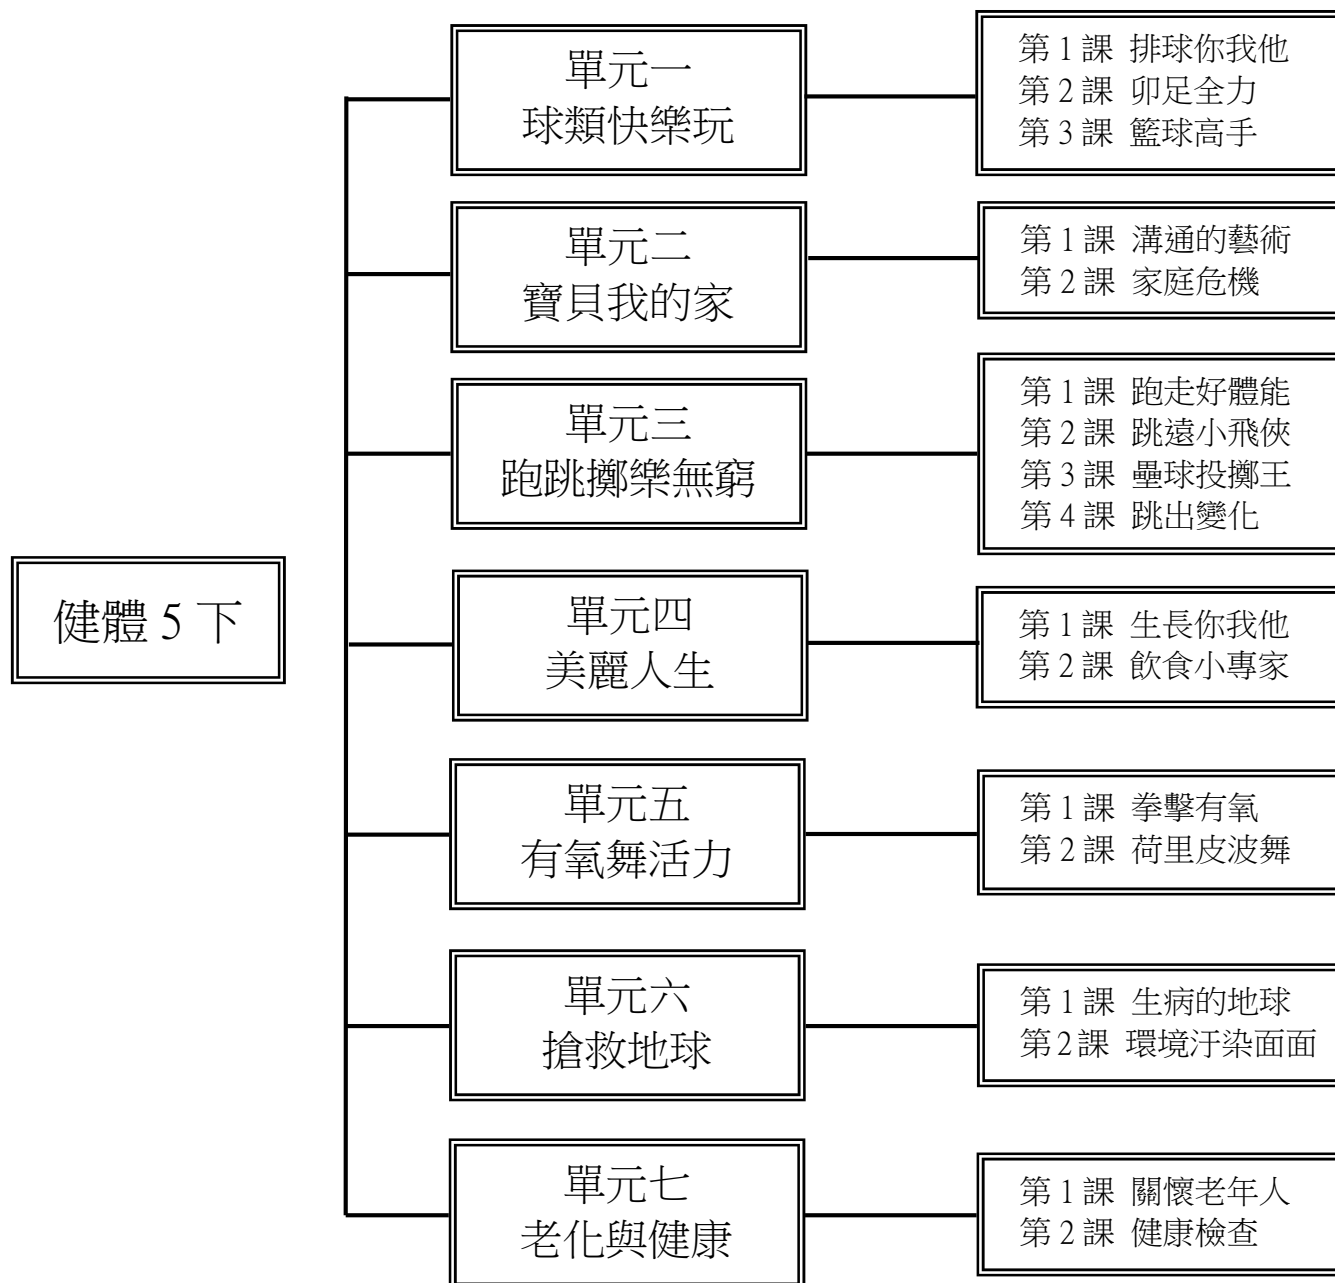 健體 5 下
單元一
球類快樂玩
第 1 課 排球你我他
第 2 課 卯足全力
第 3 課 籃球高手
單元二
寶貝我的家
第 1 課 溝通的藝術
第 2 課 家庭危機
單元三
跑跳擲樂無窮
第 1 課 跑走好體能
第 2 課 跳遠小飛俠
第 3 課 壘球投擲王
第 4 課 跳出變化
單元四
美麗人生
第 1 課 生長你我他
第 2 課 飲食小專家
單元五
有氧舞活力
第 1 課 拳擊有氧
第 2 課 荷里皮波舞
單元六
搶救地球
第 1 課 生病的地球
第 2 課 環境汙染面面
單元七
老化與健康
第 1 課 關懷老年人
第 2 課 健康檢查